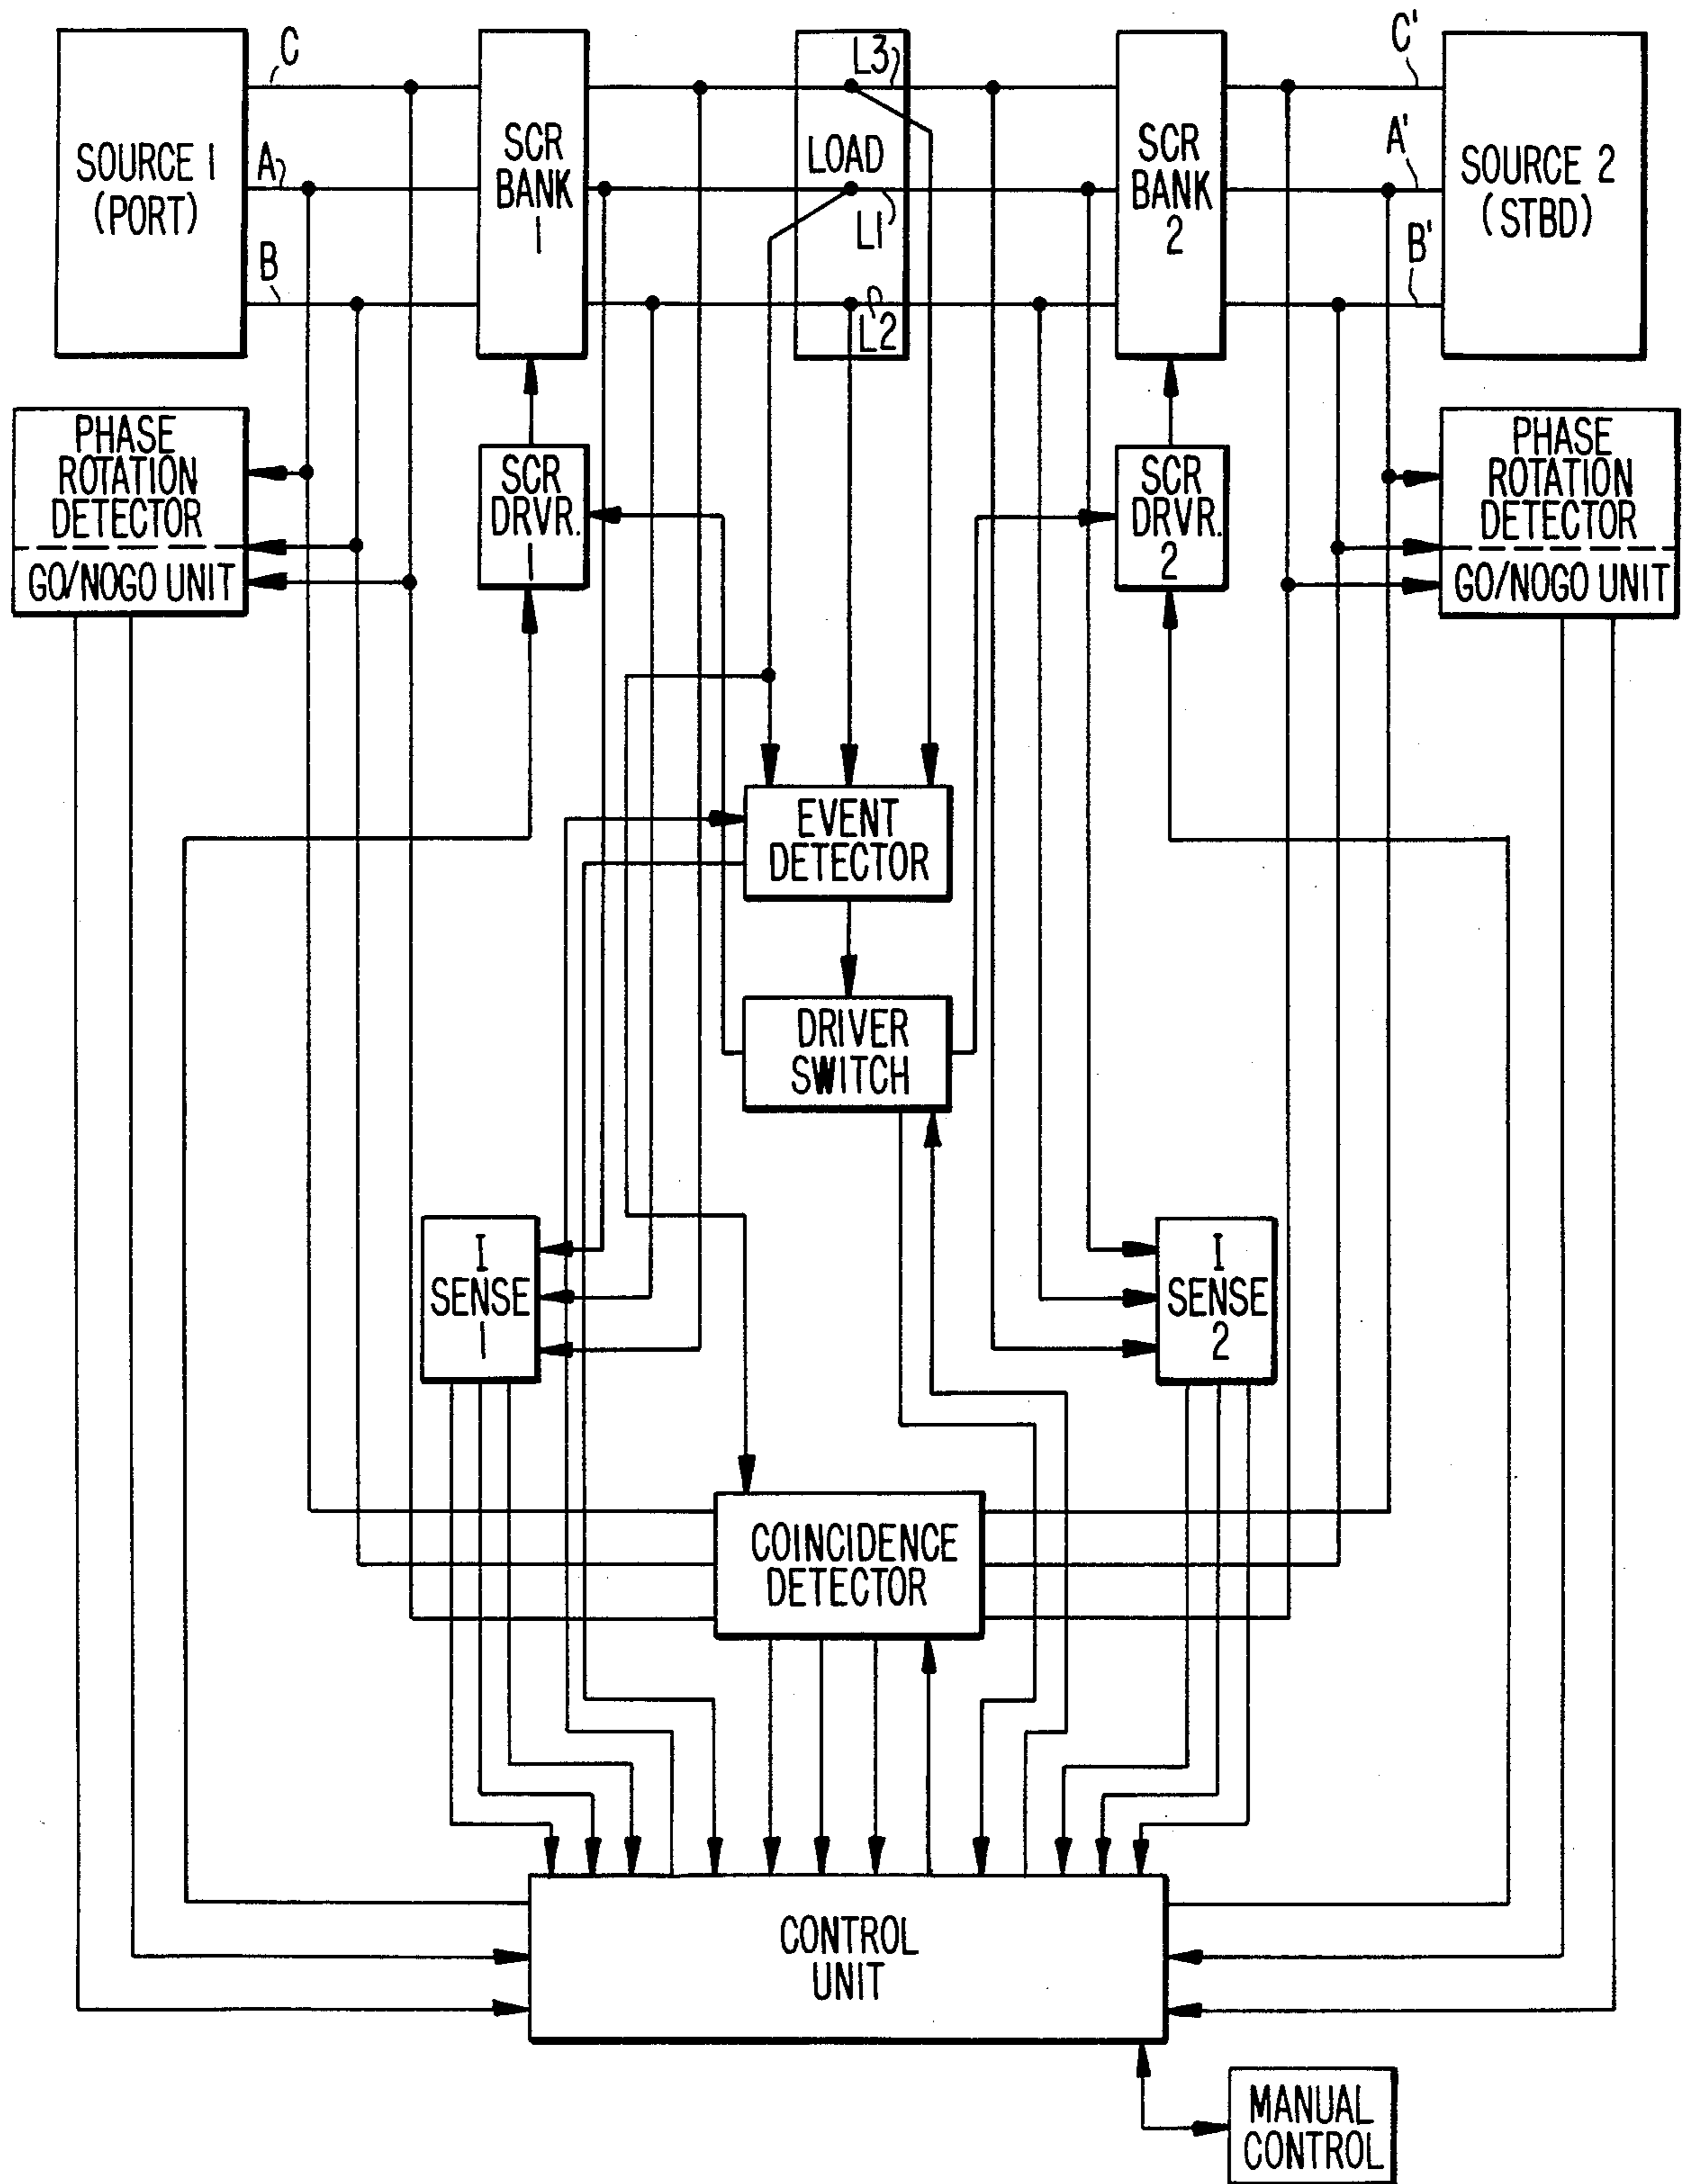 SOURCE 1
(PORT)
C
A
B
SCR
BANK
1
L3
LOAD
L1
L2
SCR
BANK
2
C'
A'
B'
SOURCE 2
(STBD)
PHASE
ROTATION
DETECTOR
GO/NOGO UNIT
SCR
DRVR.
1
SCR
DRVR.
2
PHASE
ROTATION
DETECTOR
GO/NOGO UNIT
EVENT
DETECTOR
DRIVER
SWITCH
I
SENSE
1
I
SENSE
2
COINCIDENCE
DETECTOR
CONTROL
UNIT
MANUAL
CONTROL